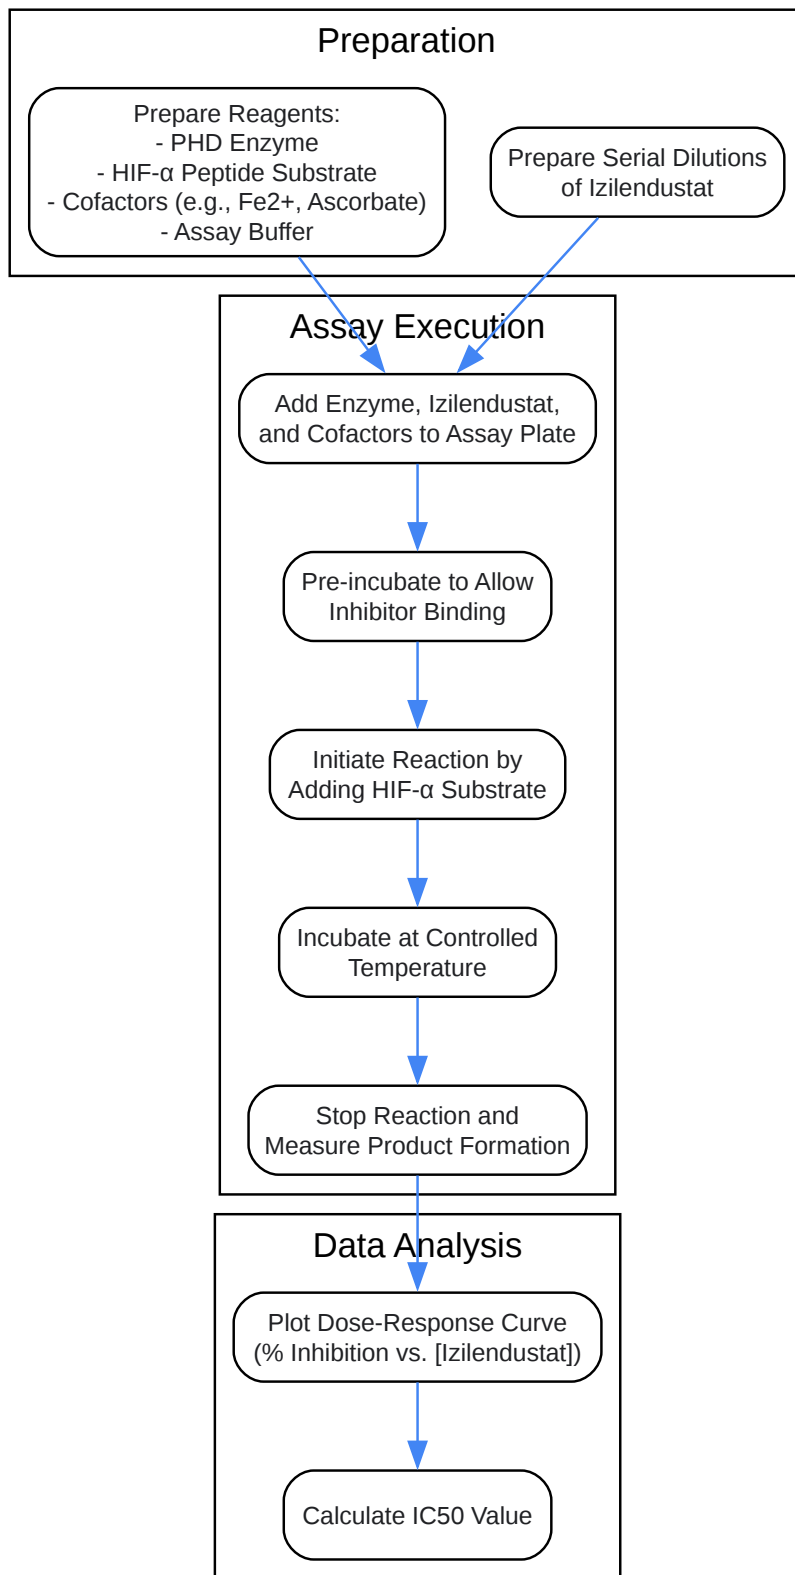 Preparation
Prepare Reagents:
- PHD Enzyme
- HIF-α Peptide Substrate
- Cofactors (e.g., Fe2+, Ascorbate)
- Assay Buffer
Prepare Serial Dilutions
of Izilendustat
Assay Execution
Add Enzyme, Izilendustat,
and Cofactors to Assay Plate
Pre-incubate to Allow
Inhibitor Binding
Initiate Reaction by
Adding HIF-α Substrate
Incubate at Controlled
Temperature
Stop Reaction and
Measure Product Formation
Data Analysis
Plot Dose-Response Curve
(% Inhibition vs. [Izilendustat])
Calculate IC50 Value